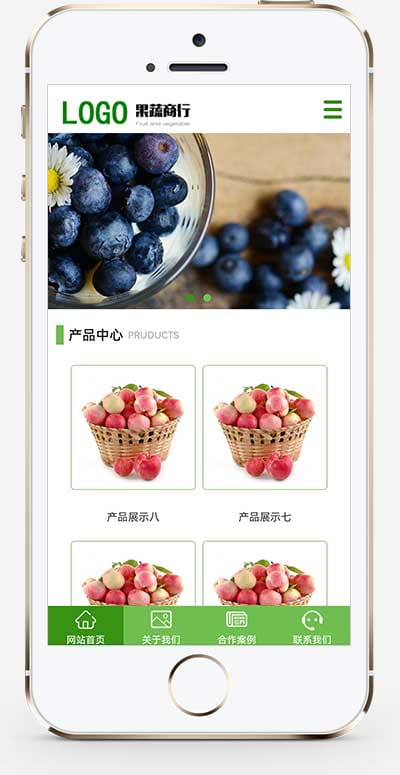 LOGO 果蔬商行
Fruit and vegetable
产品中心 PRUDUCTS
产品展示八 产品展示七
网站首页 关于我们 合作案例 联系我们